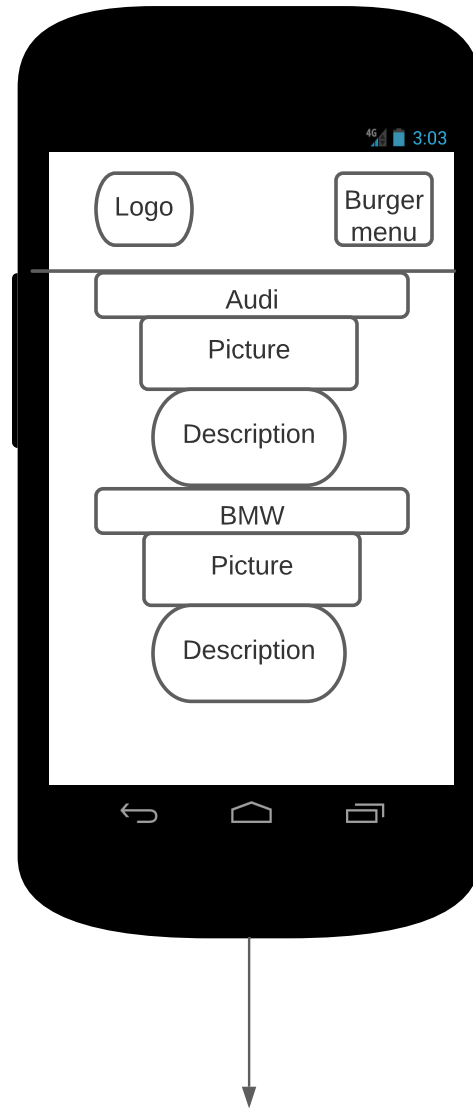 4G 3:03
Logo
Burger
menu
Audi
Picture
Description
BMW
Picture
Description